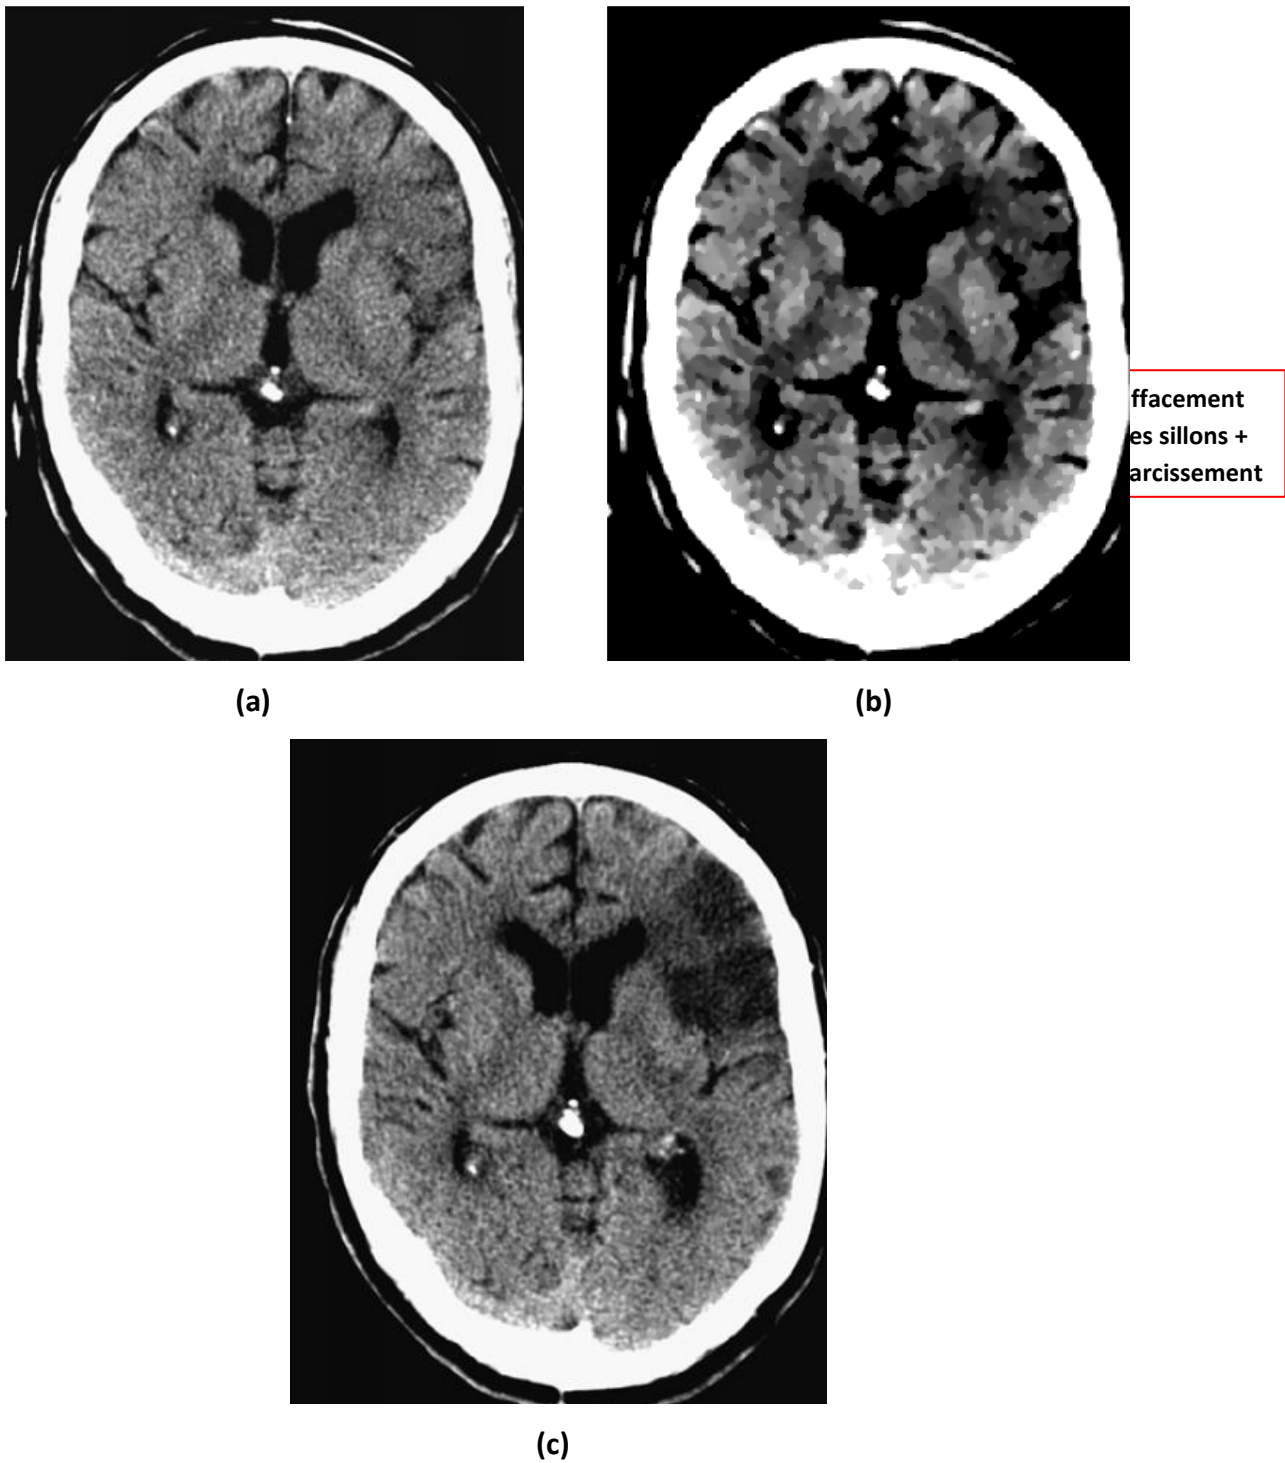 ffacement
es sillons +
arcissement
(a)
(b)
(c)